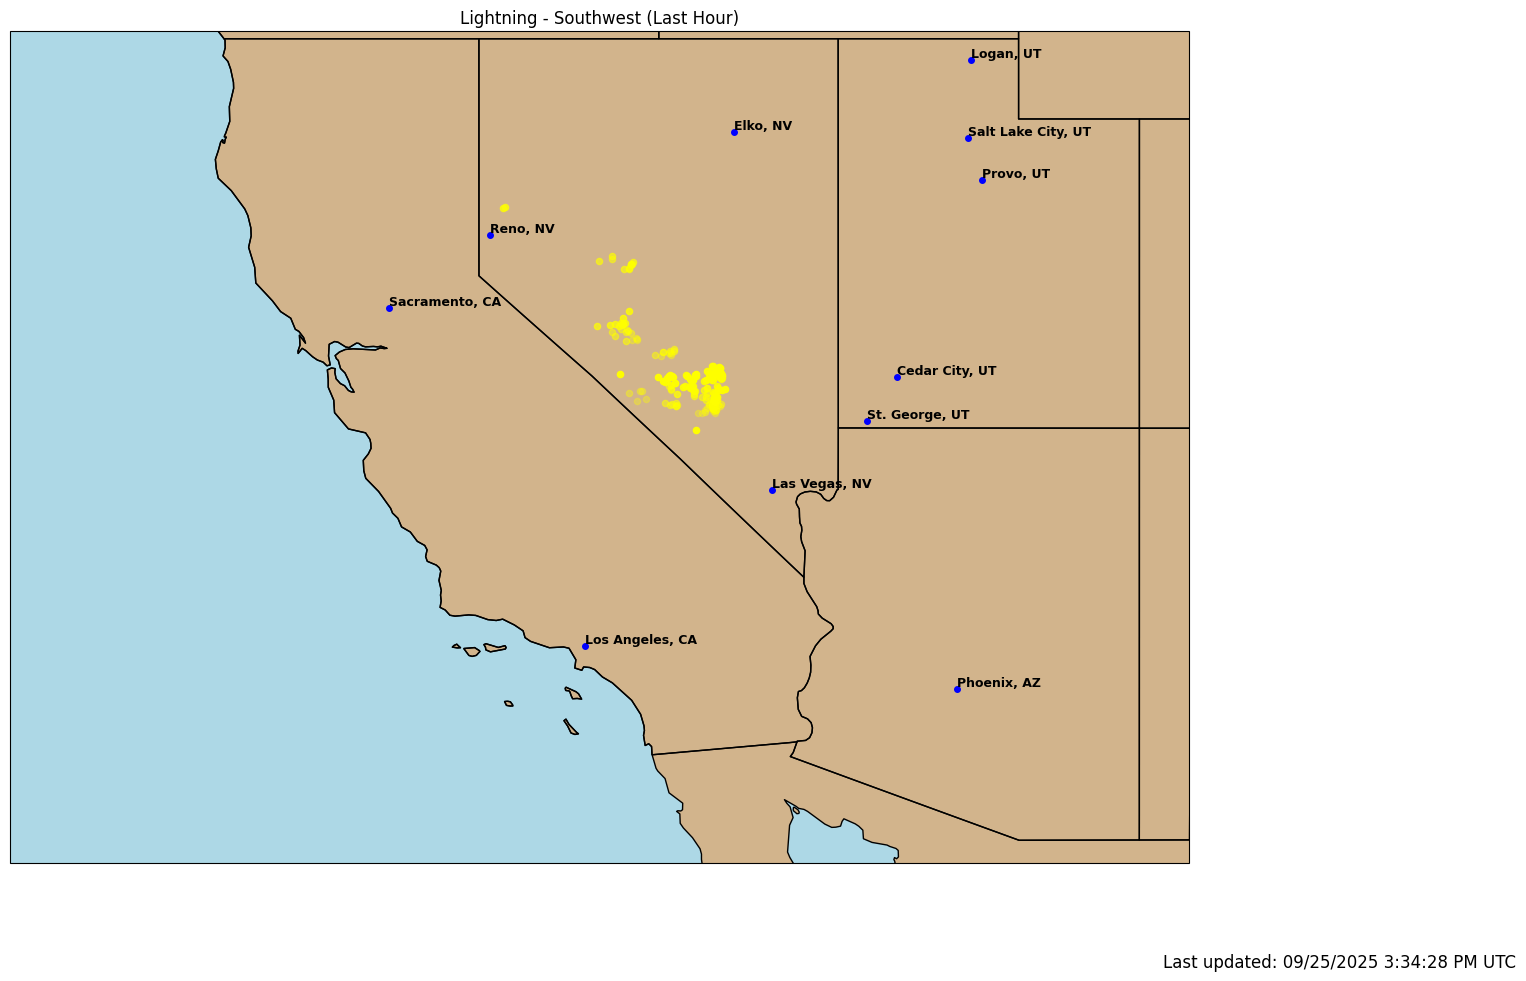 Lightning - Southwest (Last Hour)
Logan, UT
Elko, NV
Salt Lake City, UT
Provo, UT
Reno, NV
Sacramento, CA
Cedar City, UT
St. George, UT
Las Vegas, NV
Los Angeles, CA
Phoenix, AZ
Last updated: 09/25/2025 3:34:28 PM UTC